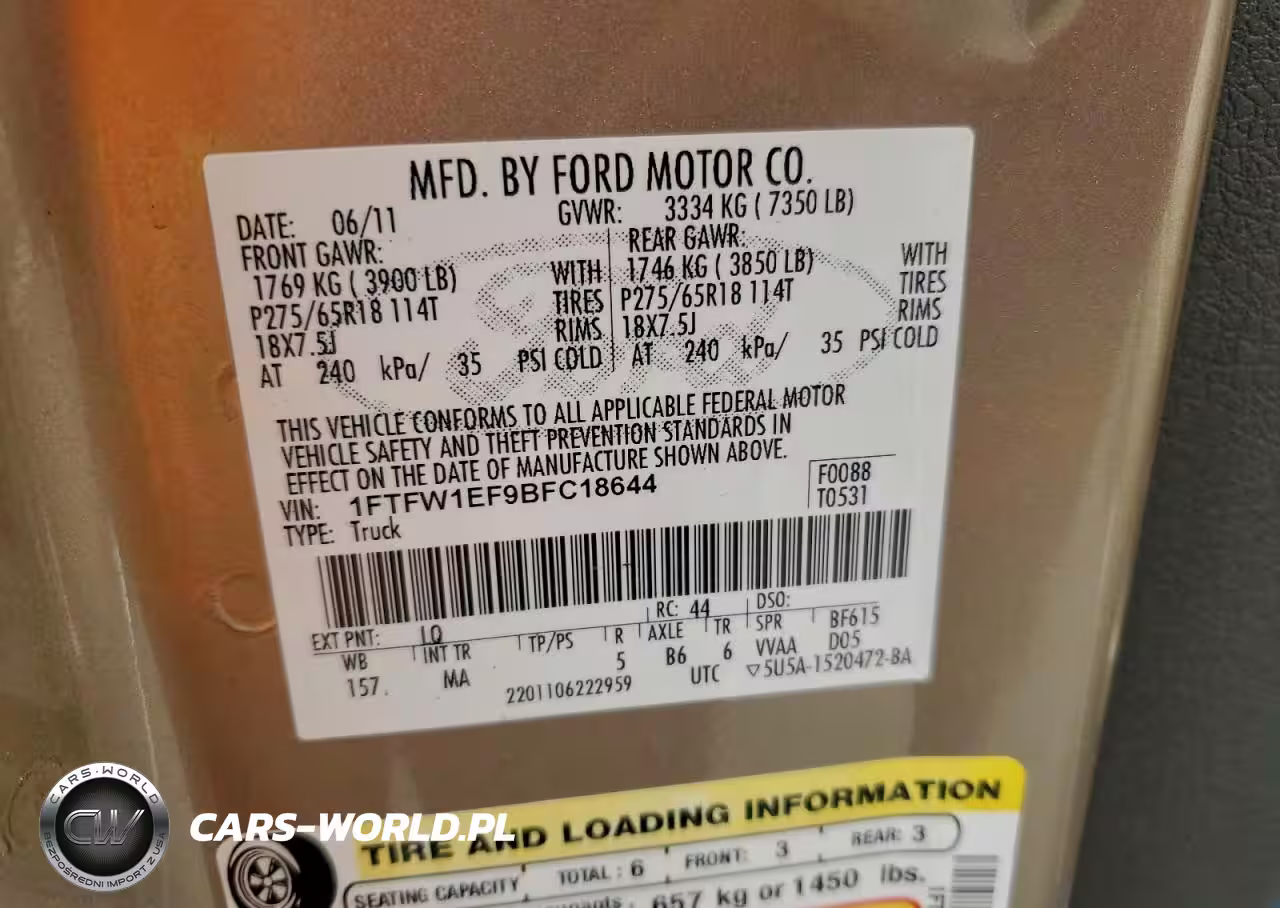 MFD. BY FORD MOTOR CO.
DATE: 06/11 GVWR: 3334 KG ( 7350 LB)
FRONT GAWR: REAR GAWR:
1769 KG ( 3900 LB) WITH 1746 KG ( 3850 LB) WITH
P275/65R18 114T TIRES P275/65R18 114T TIRES
18X7.5J RIMS 18X7.5J RIMS
AT 240 kPa/ 35 PSI COLD AT 240 kPa/ 35 PSI COLD
THIS VEHICLE CONFORMS TO ALL APPLICABLE FEDERAL MOTOR
VEHICLE SAFETY AND THEFT PREVENTION STANDARDS IN
EFFECT ON THE DATE OF MANUFACTURE SHOWN ABOVE.
VIN: 1FTFW1EF9BFC18644 F0088
TYPE: Truck T0531
EXT PNT: LQ RC: 44 DSO:
WB INT TR TP/PS R AXLE TR SPR BF615
157. MA 5 B6 6 VVAA D05
2201106222959 UTC ▽5U5A-1520472-BA
TIRE AND LOADING INFORMATION
SEATING CAPACITY TOTAL : 6 FRONT: 3 REAR: 3
657 kg or 1450 lbs.
CARS-WORLD
CW
BEZPOŚREDNI IMPORT Z USA
CARS-WORLD.PL